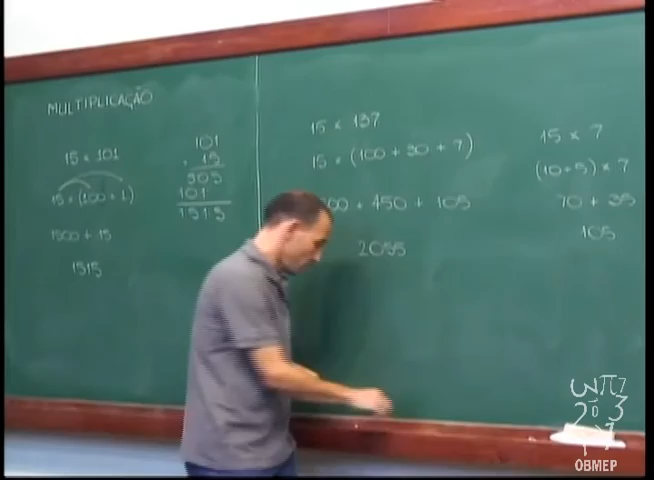 MULTIPLICAÇÃO
15 × 101
15 × (100 + 1)
1500 + 15
1515
101
× 15
505
101
1515
15 × 137
15 × (100 + 30 + 7)
00 + 450 + 105
2055
15 × 7
(10+5) × 7
70 + 35
105
OBMEP